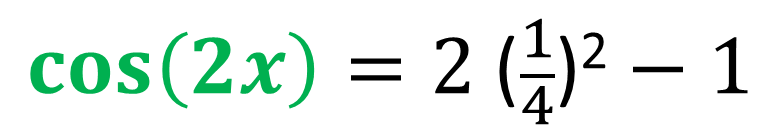 cos(2x) = 2 (1/4)² − 1